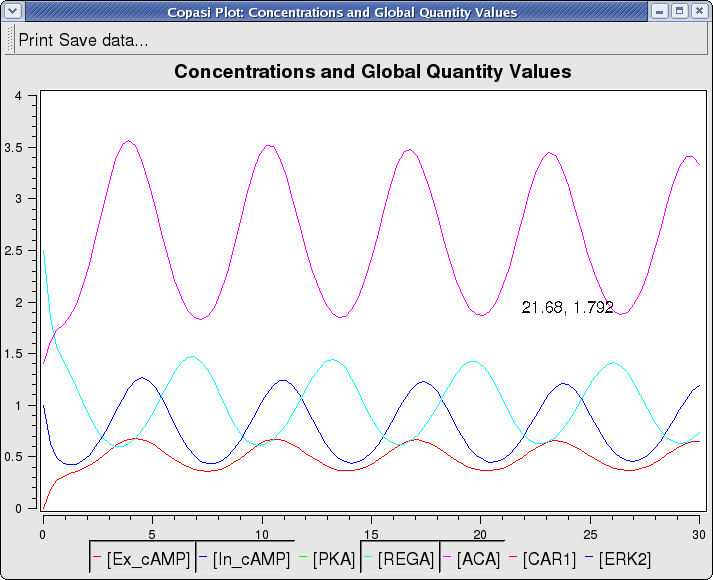 Copasi Plot: Concentrations and Global Quantity Values
Print Save data...
Concentrations and Global Quantity Values
4
3.5
3
2.5
2
1.5
1
0.5
0
21.68, 1.792
0 5 10 15 20 25 30
[Ex_cAMP] [In_cAMP] [PKA] [REGA] [ACA] [CAR1] [ERK2]